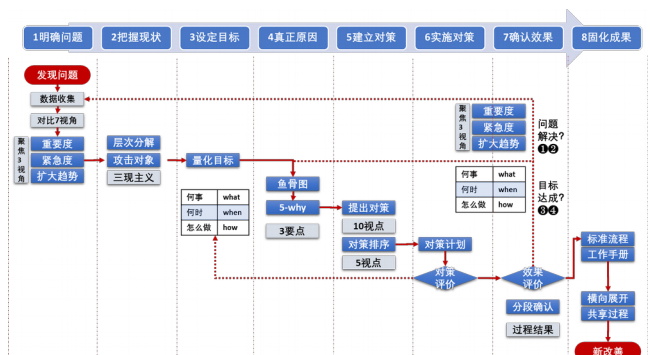 1明确问题
2把握现状
3设定目标
4真正原因
5建立对策
6实施对策
7确认效果
8固化成果
发现问题
数据收集
对比7视角
聚焦3视角
重要度
紧急度
扩大趋势
层次分解
攻击对象
三现主义
量化目标
何事 what
何时 when
怎么做 how
鱼骨图
5-why
3要点
提出对策
10视点
对策排序
5视点
对策计划
对策
评价
聚焦3视角
重要度
紧急度
扩大趋势
问题
解决?
❶❷
何事 what
何时 when
怎么做 how
目标
达成?
❸❹
效果
评价
分段确认
过程结果
标准流程
工作手册
横向展开
共享过程
新改善